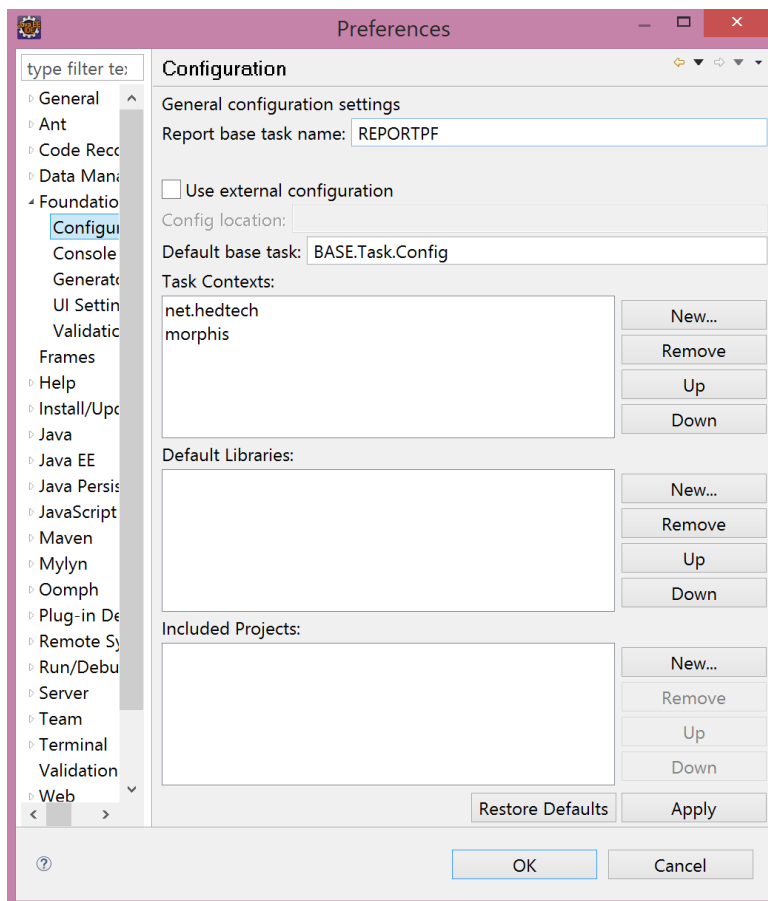 Preferences
type filter te
General
Ant
Code Reco
Data Mana
Foundatio
Configur
Console
Generato
UI Settin
Validatio
Frames
Help
Install/Upd
Java
Java EE
Java Persis
JavaScript
Maven
Mylyn
Oomph
Plug-in De
Remote Sy
Run/Debu
Server
Team
Terminal
Validation
Web
Configuration
General configuration settings
Report base task name: REPORTPF
Use external configuration
Config location:
Default base task: BASE.Task.Config
Task Contexts:
net.hedtech
morphis
New...
Remove
Up
Down
Default Libraries:
New...
Remove
Up
Down
Included Projects:
New...
Remove
Up
Down
Restore Defaults Apply
OK Cancel